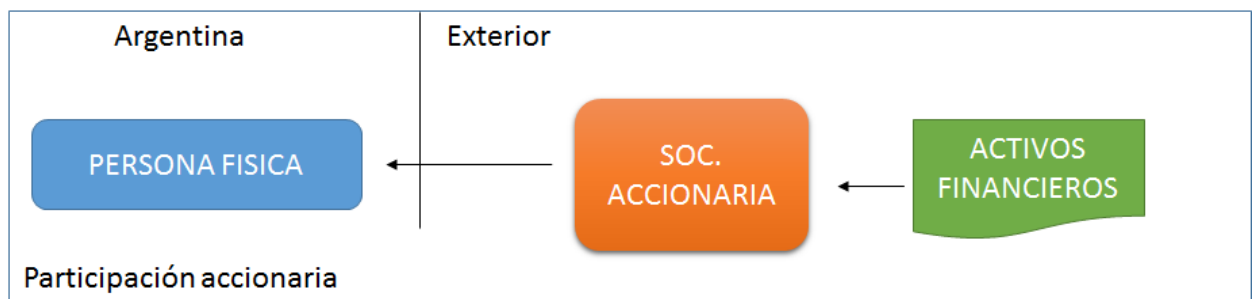 Argentina
Exterior
PERSONA FISICA
SOC.
ACCIONARIA
ACTIVOS
FINANCIEROS
Participación accionaria